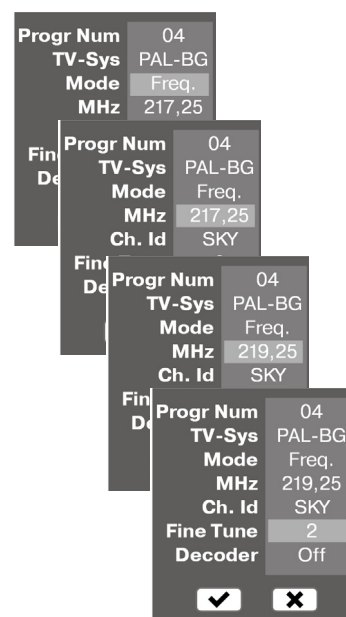 Progr Num 04
TV-Sys PAL-BG
Mode Freq.
MHz 217,25
Progr Num 04
TV-Sys PAL-BG
Mode Freq.
MHz 217,25
Ch. Id SKY
Progr Num 04
TV-Sys PAL-BG
Mode Freq.
MHz 219,25
Ch. Id SKY
Progr Num 04
TV-Sys PAL-BG
Mode Freq.
MHz 219,25
Ch. Id SKY
Fine Tune 2
Decoder Off